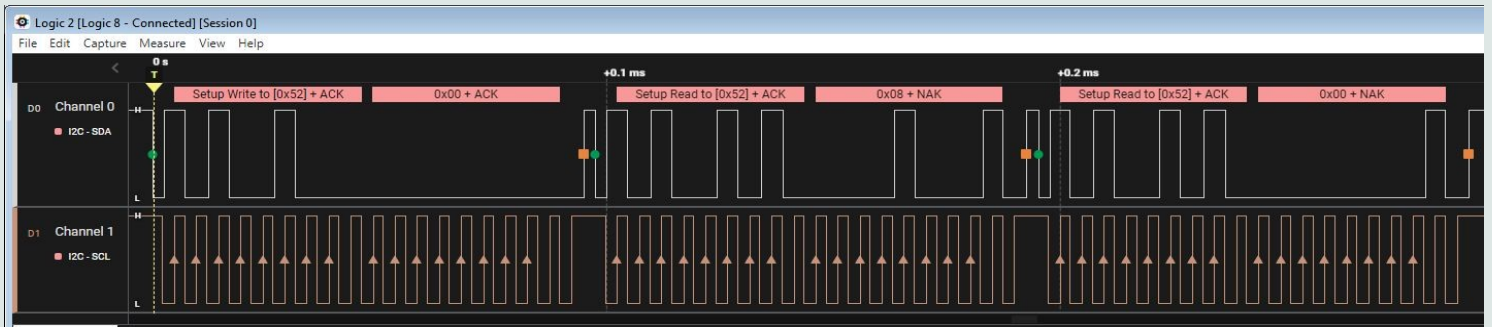 Logic 2 [Logic 8 - Connected] [Session 0]
File Edit Capture Measure View Help
0 s
T
+0.1 ms
+0.2 ms
D0 Channel 0
I2C - SDA
H
L
Setup Write to [0x52] + ACK
0x00 + ACK
Setup Read to [0x52] + ACK
0x08 + NAK
Setup Read to [0x52] + ACK
0x00 + NAK
D1 Channel 1
I2C - SCL
H
L